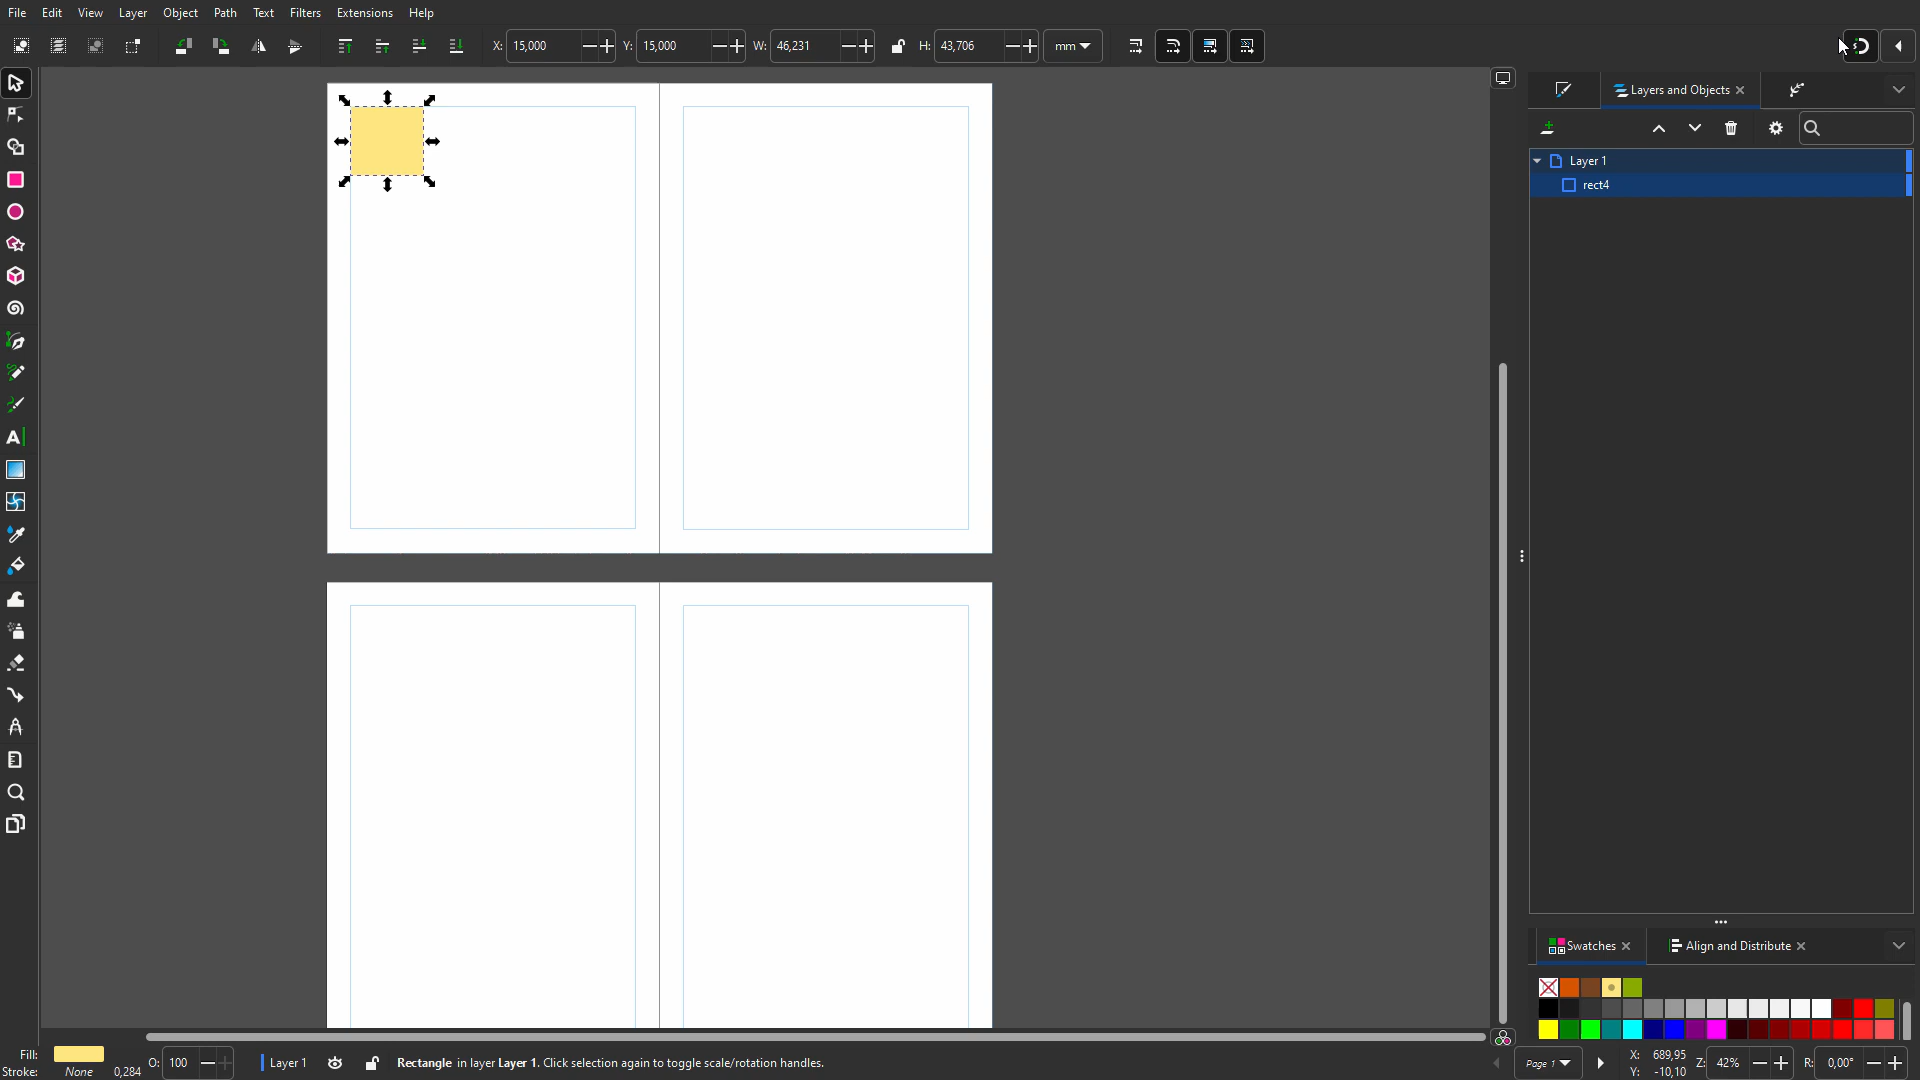 File Edit View Layer Object Path Text Filters Extensions Help
X: 15,000 Y: 15,000 W: 46,231 H: 43,706 mm
Layers and Objects
Layer 1
rect4
Swatches Align and Distribute
Fill:
Stroke: None 0,284
O: 100
Layer 1
Rectangle in layer Layer 1. Click selection again to toggle scale/rotation handles.
Page 1
X: 689,95
Y: -10,10
Z: 42%
R: 0,00°